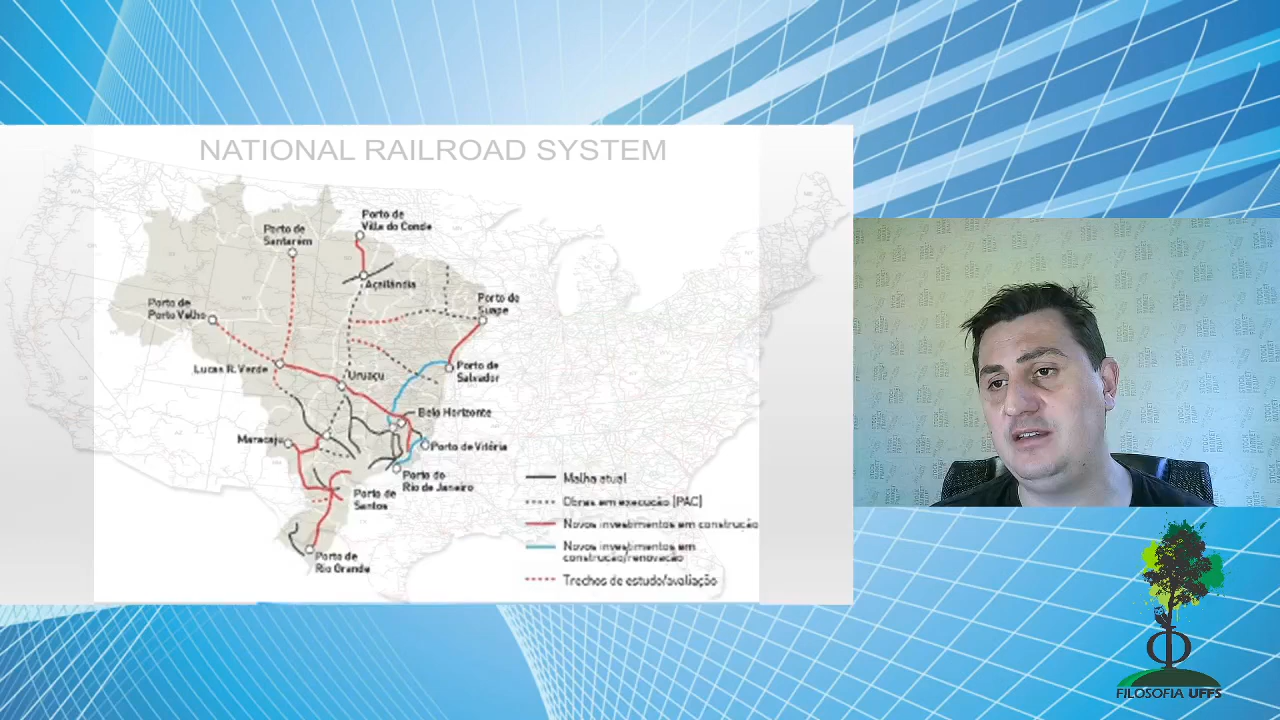 NATIONAL RAILROAD SYSTEM
Porto de
Villa do Conde
Porto de
Santarém
Açailândia
Porto de
Porto Velho
Porto de
Suape
Lucas R. Verde
Uruaçu
Porto de
Salvador
Belo Horizonte
Maracaju
Porto de Vitória
Porto do
Rio de Janeiro
Porto de
Santos
Porto de
Rio Grande
Malha atual
Obras em execução (PAC)
Novos investimentos em construção
Novos investimentos em
construção/renovação
Trechos de estudo/avaliação
FILOSOFIA UFFS